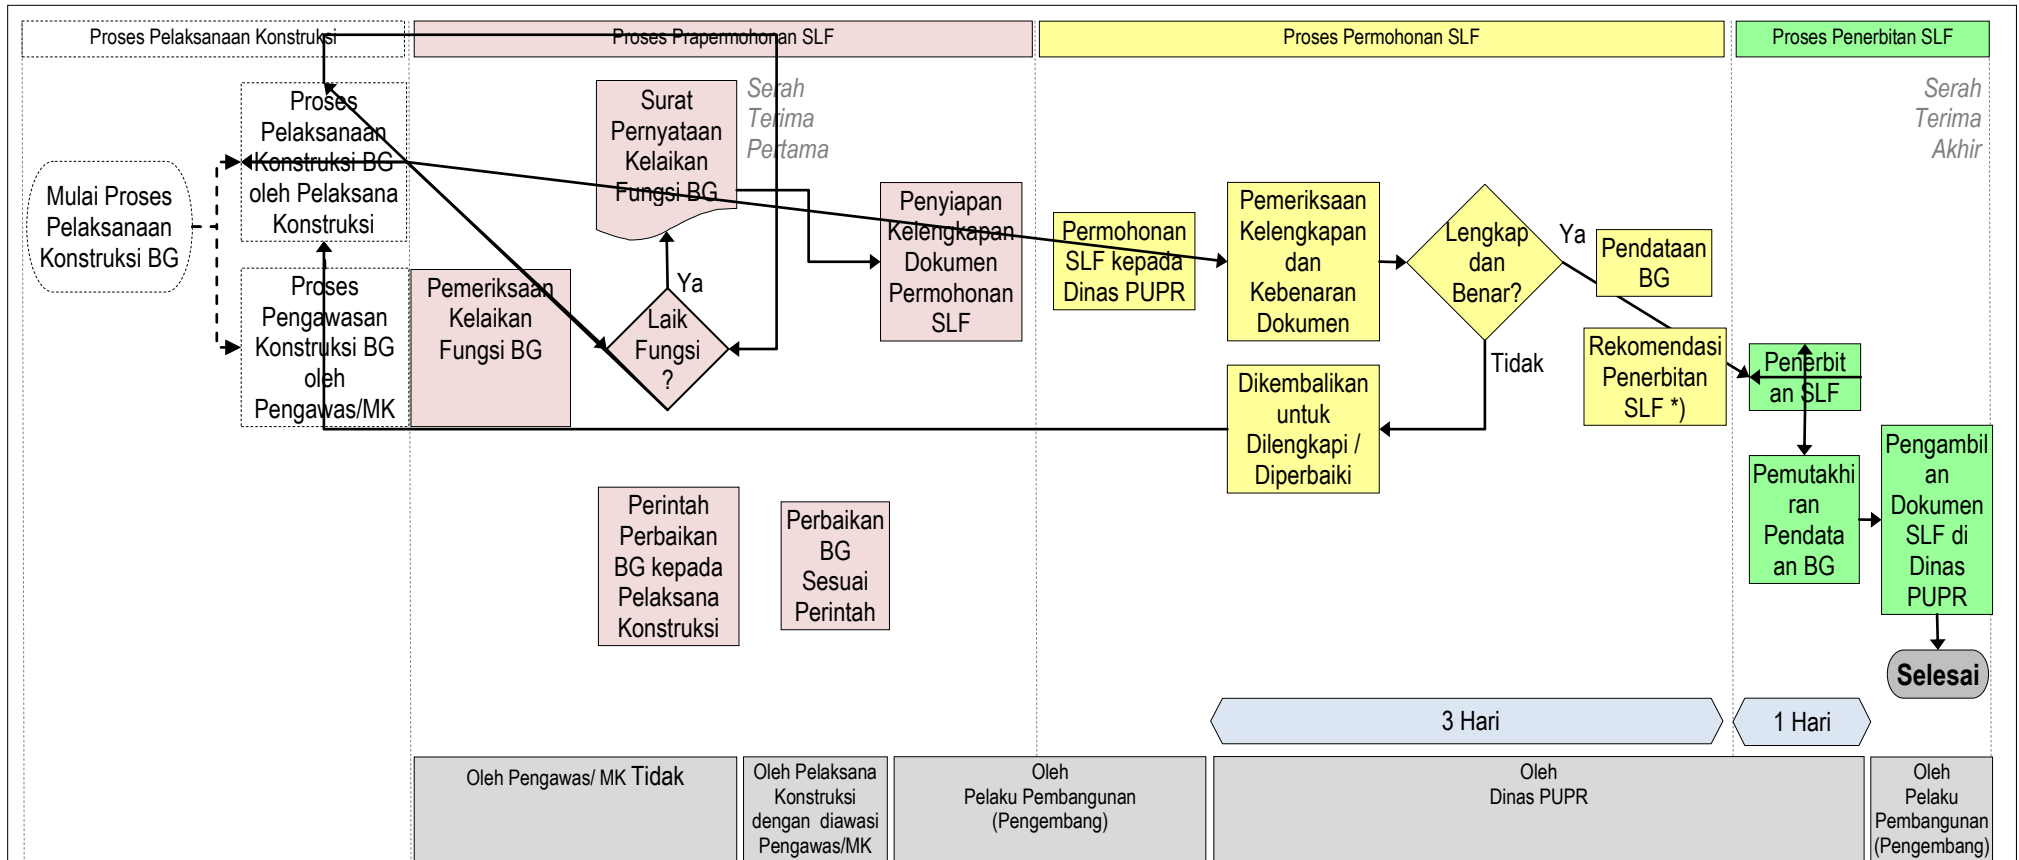 Proses Pelaksanaan Konstruksi
Proses Prapermohonan SLF
Proses Permohonan SLF
Proses Penerbitan SLF
Mulai Proses
Pelaksanaan
Konstruksi BG
Proses
Pelaksanaan
Konstruksi BG
oleh Pelaksana
Konstruksi
Proses
Pengawasan
Konstruksi BG
oleh
Pengawas/MK
Pemeriksaan
Kelaikan
Fungsi BG
Surat
Pernyataan
Kelaikan
Fungsi BG
Serah
Terima
Pertama
Ya
Laik
Fungsi
?
Penyiapan
Kelengkapan
Dokumen
Permohonan
SLF
Perintah
Perbaikan
BG kepada
Pelaksana
Konstruksi
Perbaikan
BG
Sesuai
Perintah
Permohonan
SLF kepada
Dinas PUPR
Pemeriksaan
Kelengkapan
dan
Kebenaran
Dokumen
Lengkap
dan
Benar?
Ya
Tidak
Dikembalikan
untuk
Dilengkapi /
Diperbaiki
Pendataan
BG
Rekomendasi
Penerbitan
SLF *)
Serah
Terima
Akhir
Penerbit
an SLF
Pemutakhi
ran
Pendata
an BG
Pengambil
an
Dokumen
SLF di
Dinas
PUPR
Selesai
3 Hari
1 Hari
Oleh Pengawas/ MK Tidak
Oleh Pelaksana
Konstruksi
dengan diawasi
Pengawas/MK
Oleh
Pelaku Pembangunan
(Pengembang)
Oleh
Dinas PUPR
Oleh
Pelaku
Pembangunan
(Pengembang)